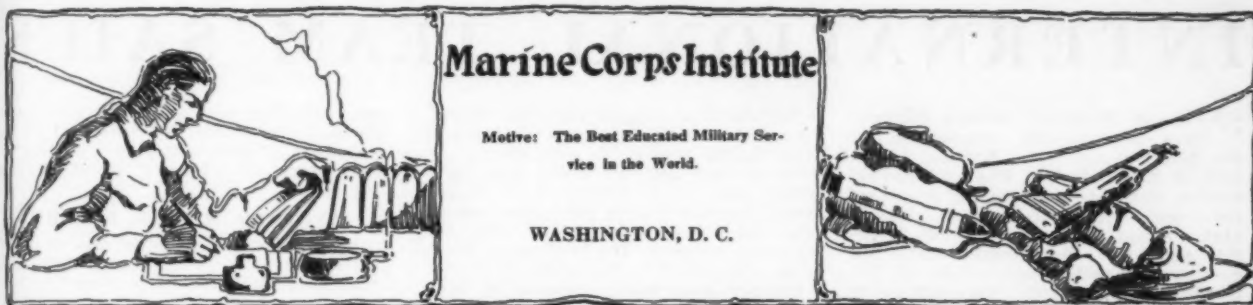 Marine Corps Institute
Motive: The Best Educated Military Ser-
vice in the World.
WASHINGTON, D. C.